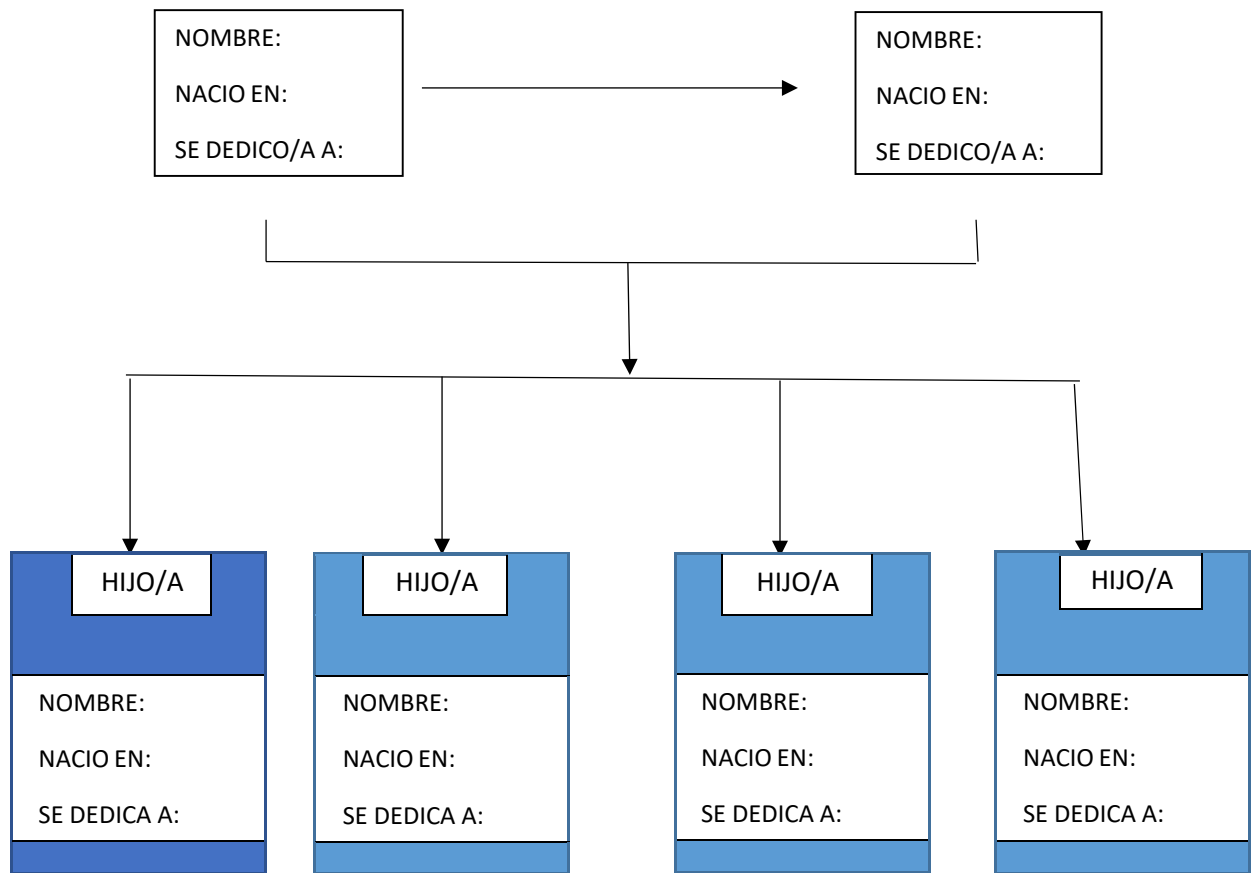 NOMBRE:
NACIO EN:
SE DEDICO/A A:
NOMBRE:
NACIO EN:
SE DEDICO/A A:
HIJO/A
NOMBRE:
NACIO EN:
SE DEDICA A:
HIJO/A
NOMBRE:
NACIO EN:
SE DEDICA A:
HIJO/A
NOMBRE:
NACIO EN:
SE DEDICA A:
HIJO/A
NOMBRE:
NACIO EN:
SE DEDICA A: